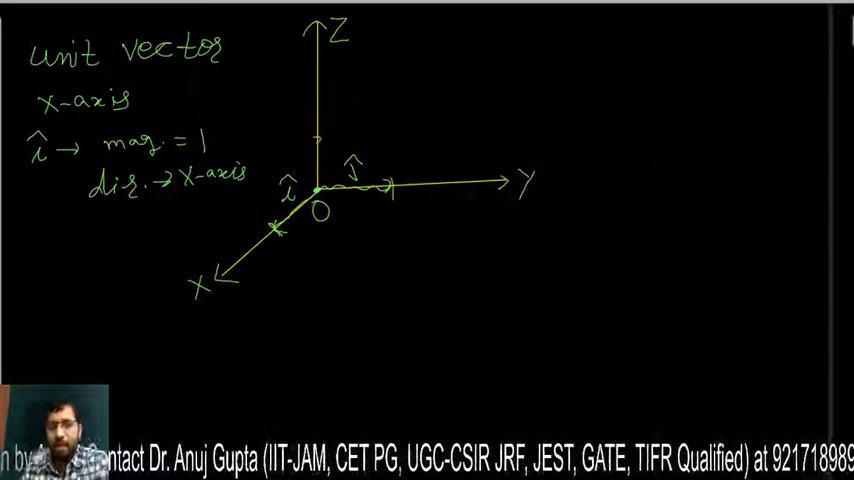 unit vector
x-axis
î → mag. = 1
dir. → x-axis
Z
ĵ
Y
î
O
X
n by A contact Dr. Anuj Gupta (IIT-JAM, CET PG, UGC-CSIR JRF, JEST, GATE, TIFR Qualified) at 921718989